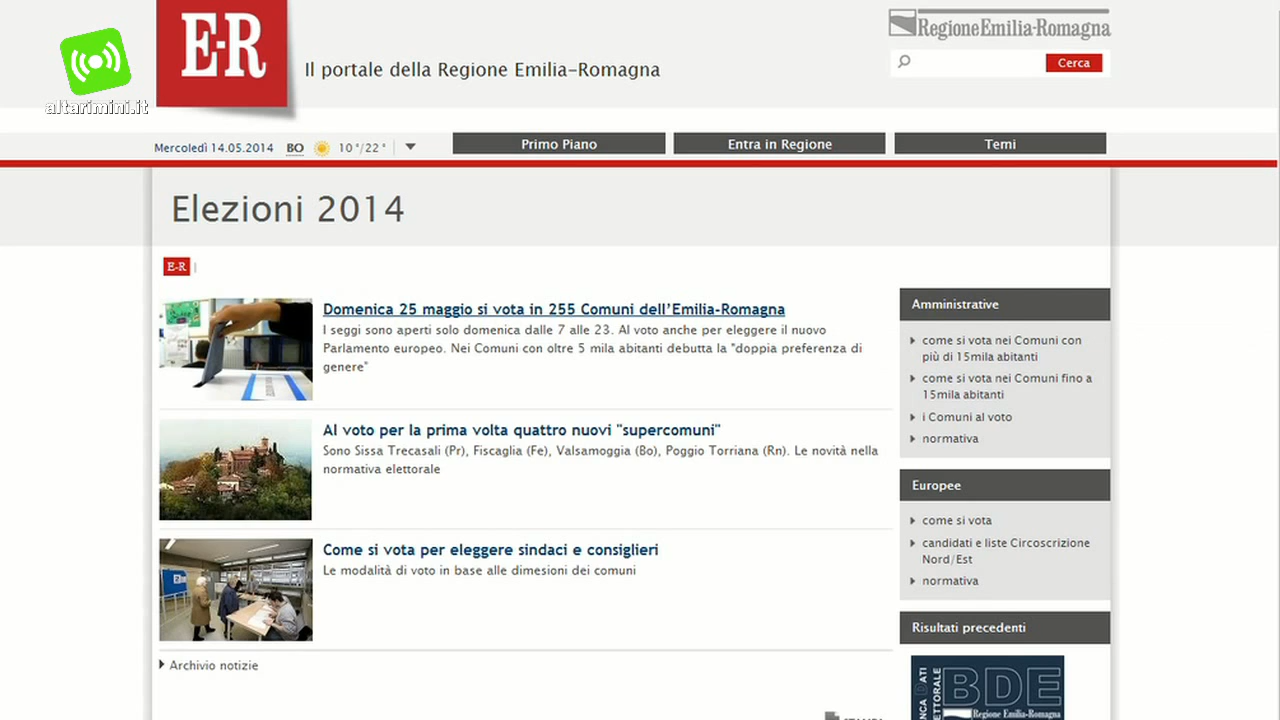 altarimini.it
E-R
Il portale della Regione Emilia-Romagna
RegioneEmilia-Romagna
Cerca
Mercoledì 14.05.2014 BO 10°/22°
Primo Piano
Entra in Regione
Temi
Elezioni 2014
E-R
Domenica 25 maggio si vota in 255 Comuni dell'Emilia-Romagna
I seggi sono aperti solo domenica dalle 7 alle 23. Al voto anche per eleggere il nuovo
Parlamento europeo. Nei Comuni con oltre 5 mila abitanti debutta la "doppia preferenza di
genere"
Al voto per la prima volta quattro nuovi "supercomuni"
Sono Sissa Trecasali (Pr), Fiscaglia (Fe), Valsamoggia (Bo), Poggio Torriana (Rn). Le novità nella
normativa elettorale
Come si vota per eleggere sindaci e consiglieri
Le modalità di voto in base alle dimesioni dei comuni
Archivio notizie
Amministrative
come si vota nei Comuni con
più di 15mila abitanti
come si vota nei Comuni fino a
15mila abitanti
i Comuni al voto
normativa
Europee
come si vota
candidati e liste Circoscrizione
Nord/Est
normativa
Risultati precedenti
BDE
Regione Emilia-Romagna